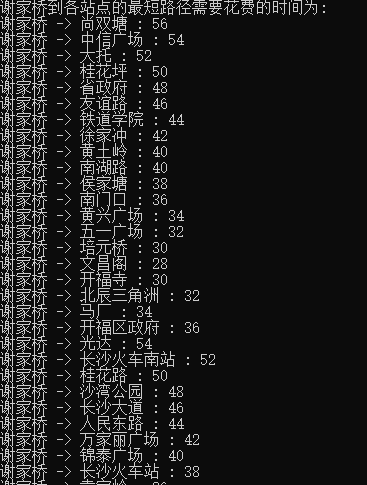 谢家桥到各站点的最短路径需要花费的时间为:
谢家桥 -> 尚双塘 : 56
谢家桥 -> 中信广场 : 54
谢家桥 -> 大托 : 52
谢家桥 -> 桂花坪 : 50
谢家桥 -> 省政府 : 48
谢家桥 -> 友谊路 : 46
谢家桥 -> 铁道学院 : 44
谢家桥 -> 徐家冲 : 42
谢家桥 -> 黄土岭 : 40
谢家桥 -> 南湖路 : 40
谢家桥 -> 侯家塘 : 38
谢家桥 -> 南门口 : 36
谢家桥 -> 黄兴广场 : 34
谢家桥 -> 五一广场 : 32
谢家桥 -> 培元桥 : 30
谢家桥 -> 文昌阁 : 28
谢家桥 -> 开福寺 : 30
谢家桥 -> 北辰三角洲 : 32
谢家桥 -> 马厂 : 34
谢家桥 -> 开福区政府 : 36
谢家桥 -> 光达 : 54
谢家桥 -> 长沙火车南站 : 52
谢家桥 -> 桂花路 : 50
谢家桥 -> 沙湾公园 : 48
谢家桥 -> 长沙大道 : 46
谢家桥 -> 人民东路 : 44
谢家桥 -> 万家丽广场 : 42
谢家桥 -> 锦泰广场 : 40
谢家桥 -> 长沙火车站 : 38